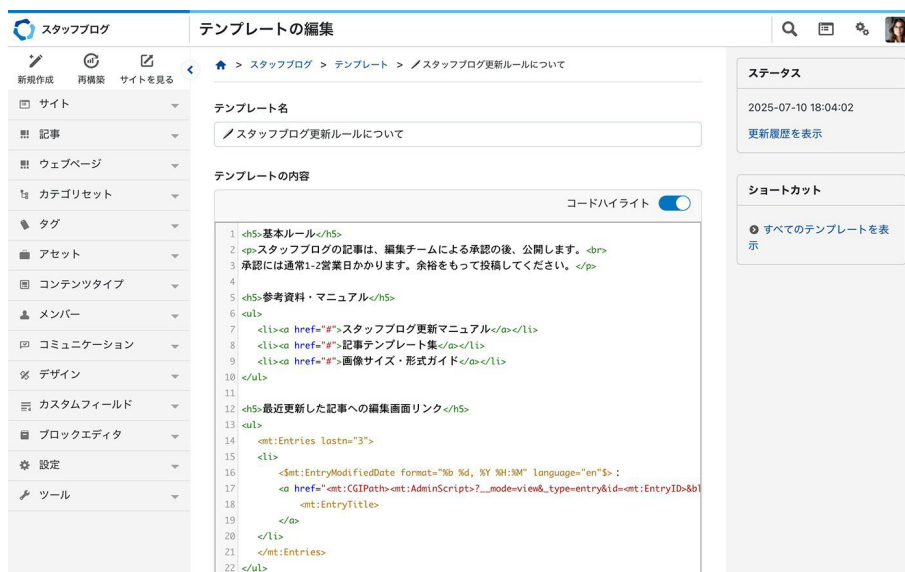 スタッフブログ
テンプレートの編集
新規作成
再構築
サイトを見る
サイト
記事
ウェブページ
カテゴリセット
タグ
アセット
コンテンツタイプ
メンバー
コミュニケーション
デザイン
カスタムフィールド
ブロックエディタ
設定
ツール
> スタッフブログ > テンプレート > スタッフブログ更新ルールについて
テンプレート名
スタッフブログ更新ルールについて
テンプレートの内容
コードハイライト
1 <h5>基本ルール</h5>
2 <p>スタッフブログの記事は、編集チームによる承認の後、公開します。<br>
3 承認には通常1-2営業日かかります。余裕をもって投稿してください。</p>
4
5 <h5>参考資料・マニュアル</h5>
6 <ul>
7 <li><a href="#">スタッフブログ更新マニュアル</a></li>
8 <li><a href="#">記事テンプレート集</a></li>
9 <li><a href="#">画像サイズ・形式ガイド</a></li>
10 </ul>
11
12 <h5>最近更新した記事への編集画面リンク</h5>
13 <ul>
14 <mt:Entries lastn="3">
15 <li>
16 <$mt:EntryModifiedDate format="%b %d, %Y %H:%M" language="en"$>：
17 <a href="<mt:CGIPath><mt:AdminScript>?__mode=view&_type=entry&id=<mt:EntryID>&bl
18 <mt:EntryTitle>
19 </a>
20 </li>
21 </mt:Entries>
22 </ul>
ステータス
2025-07-10 18:04:02
更新履歴を表示
ショートカット
すべてのテンプレートを表
示